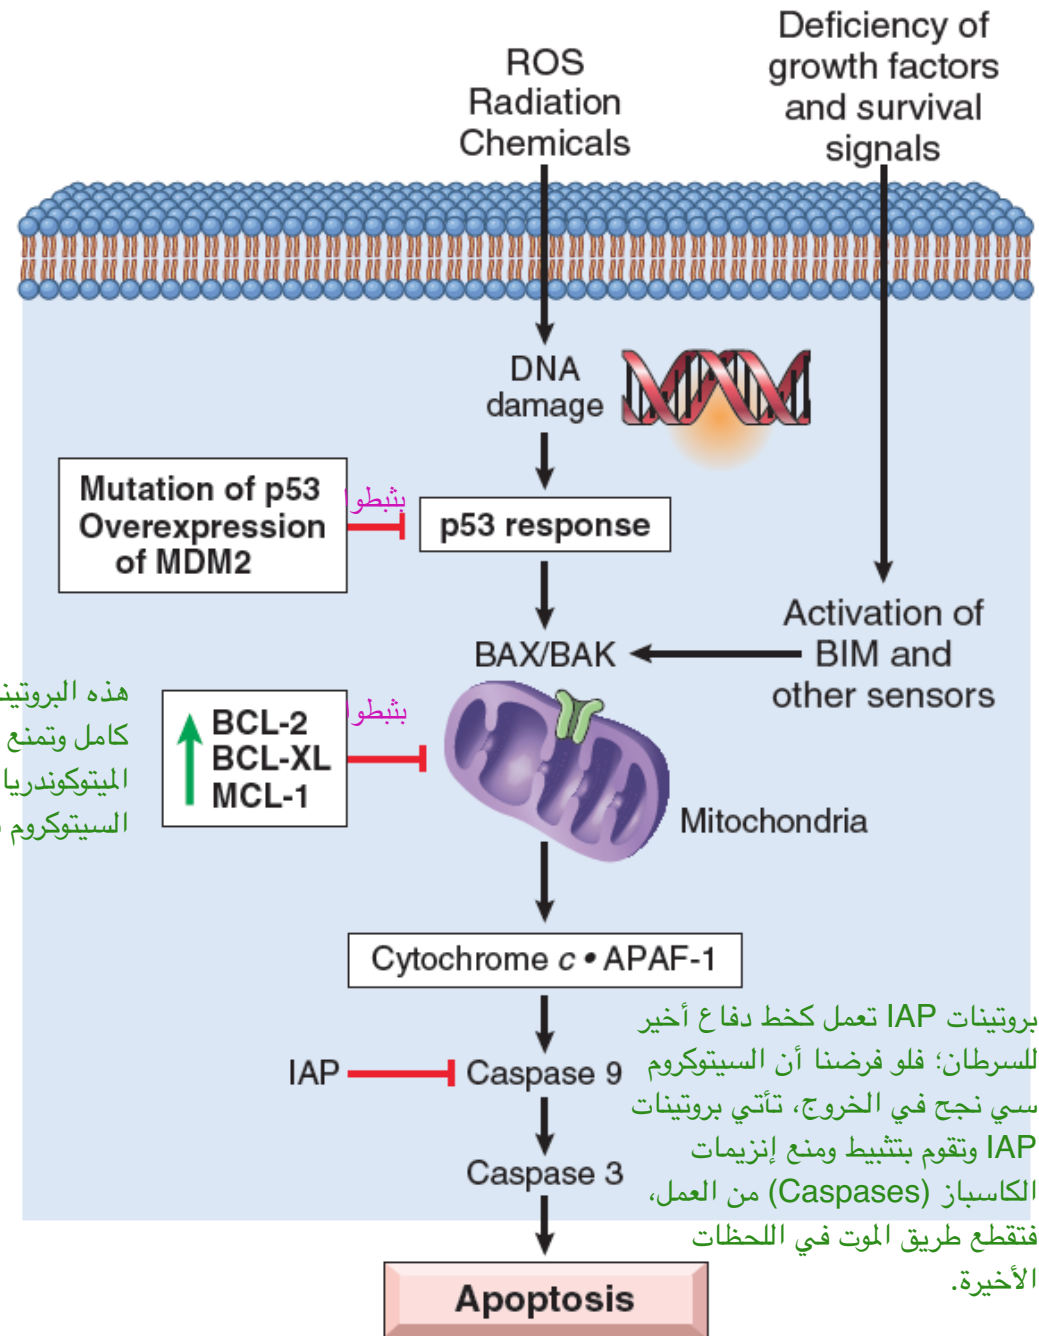 Deficiency of
growth factors
and survival
signals
ROS
Radiation
Chemicals
DNA
damage
Mutation of p53
Overexpression
of MDM2
بثبطوا
p53 response
BAX/BAK
Activation of
BIM and
other sensors
هذه البروتين
كامل وتمنع
الميتوكوندريا
السيتوكروم
BCL-2
BCL-XL
MCL-1
بثبطوا
Mitochondria
Cytochrome c • APAF-1
IAP
Caspase 9
Caspase 3
بروتينات IAP تعمل كخط دفاع أخير
للسرطان؛ فلو فرضنا أن السيتوكروم
سي نجح في الخروج، تأتي بروتينات
IAP وتقوم بتثبيط ومنع إنزيمات
الكاسباز (Caspases) من العمل،
فتقطع طريق الموت في اللحظات
الأخيرة.
Apoptosis